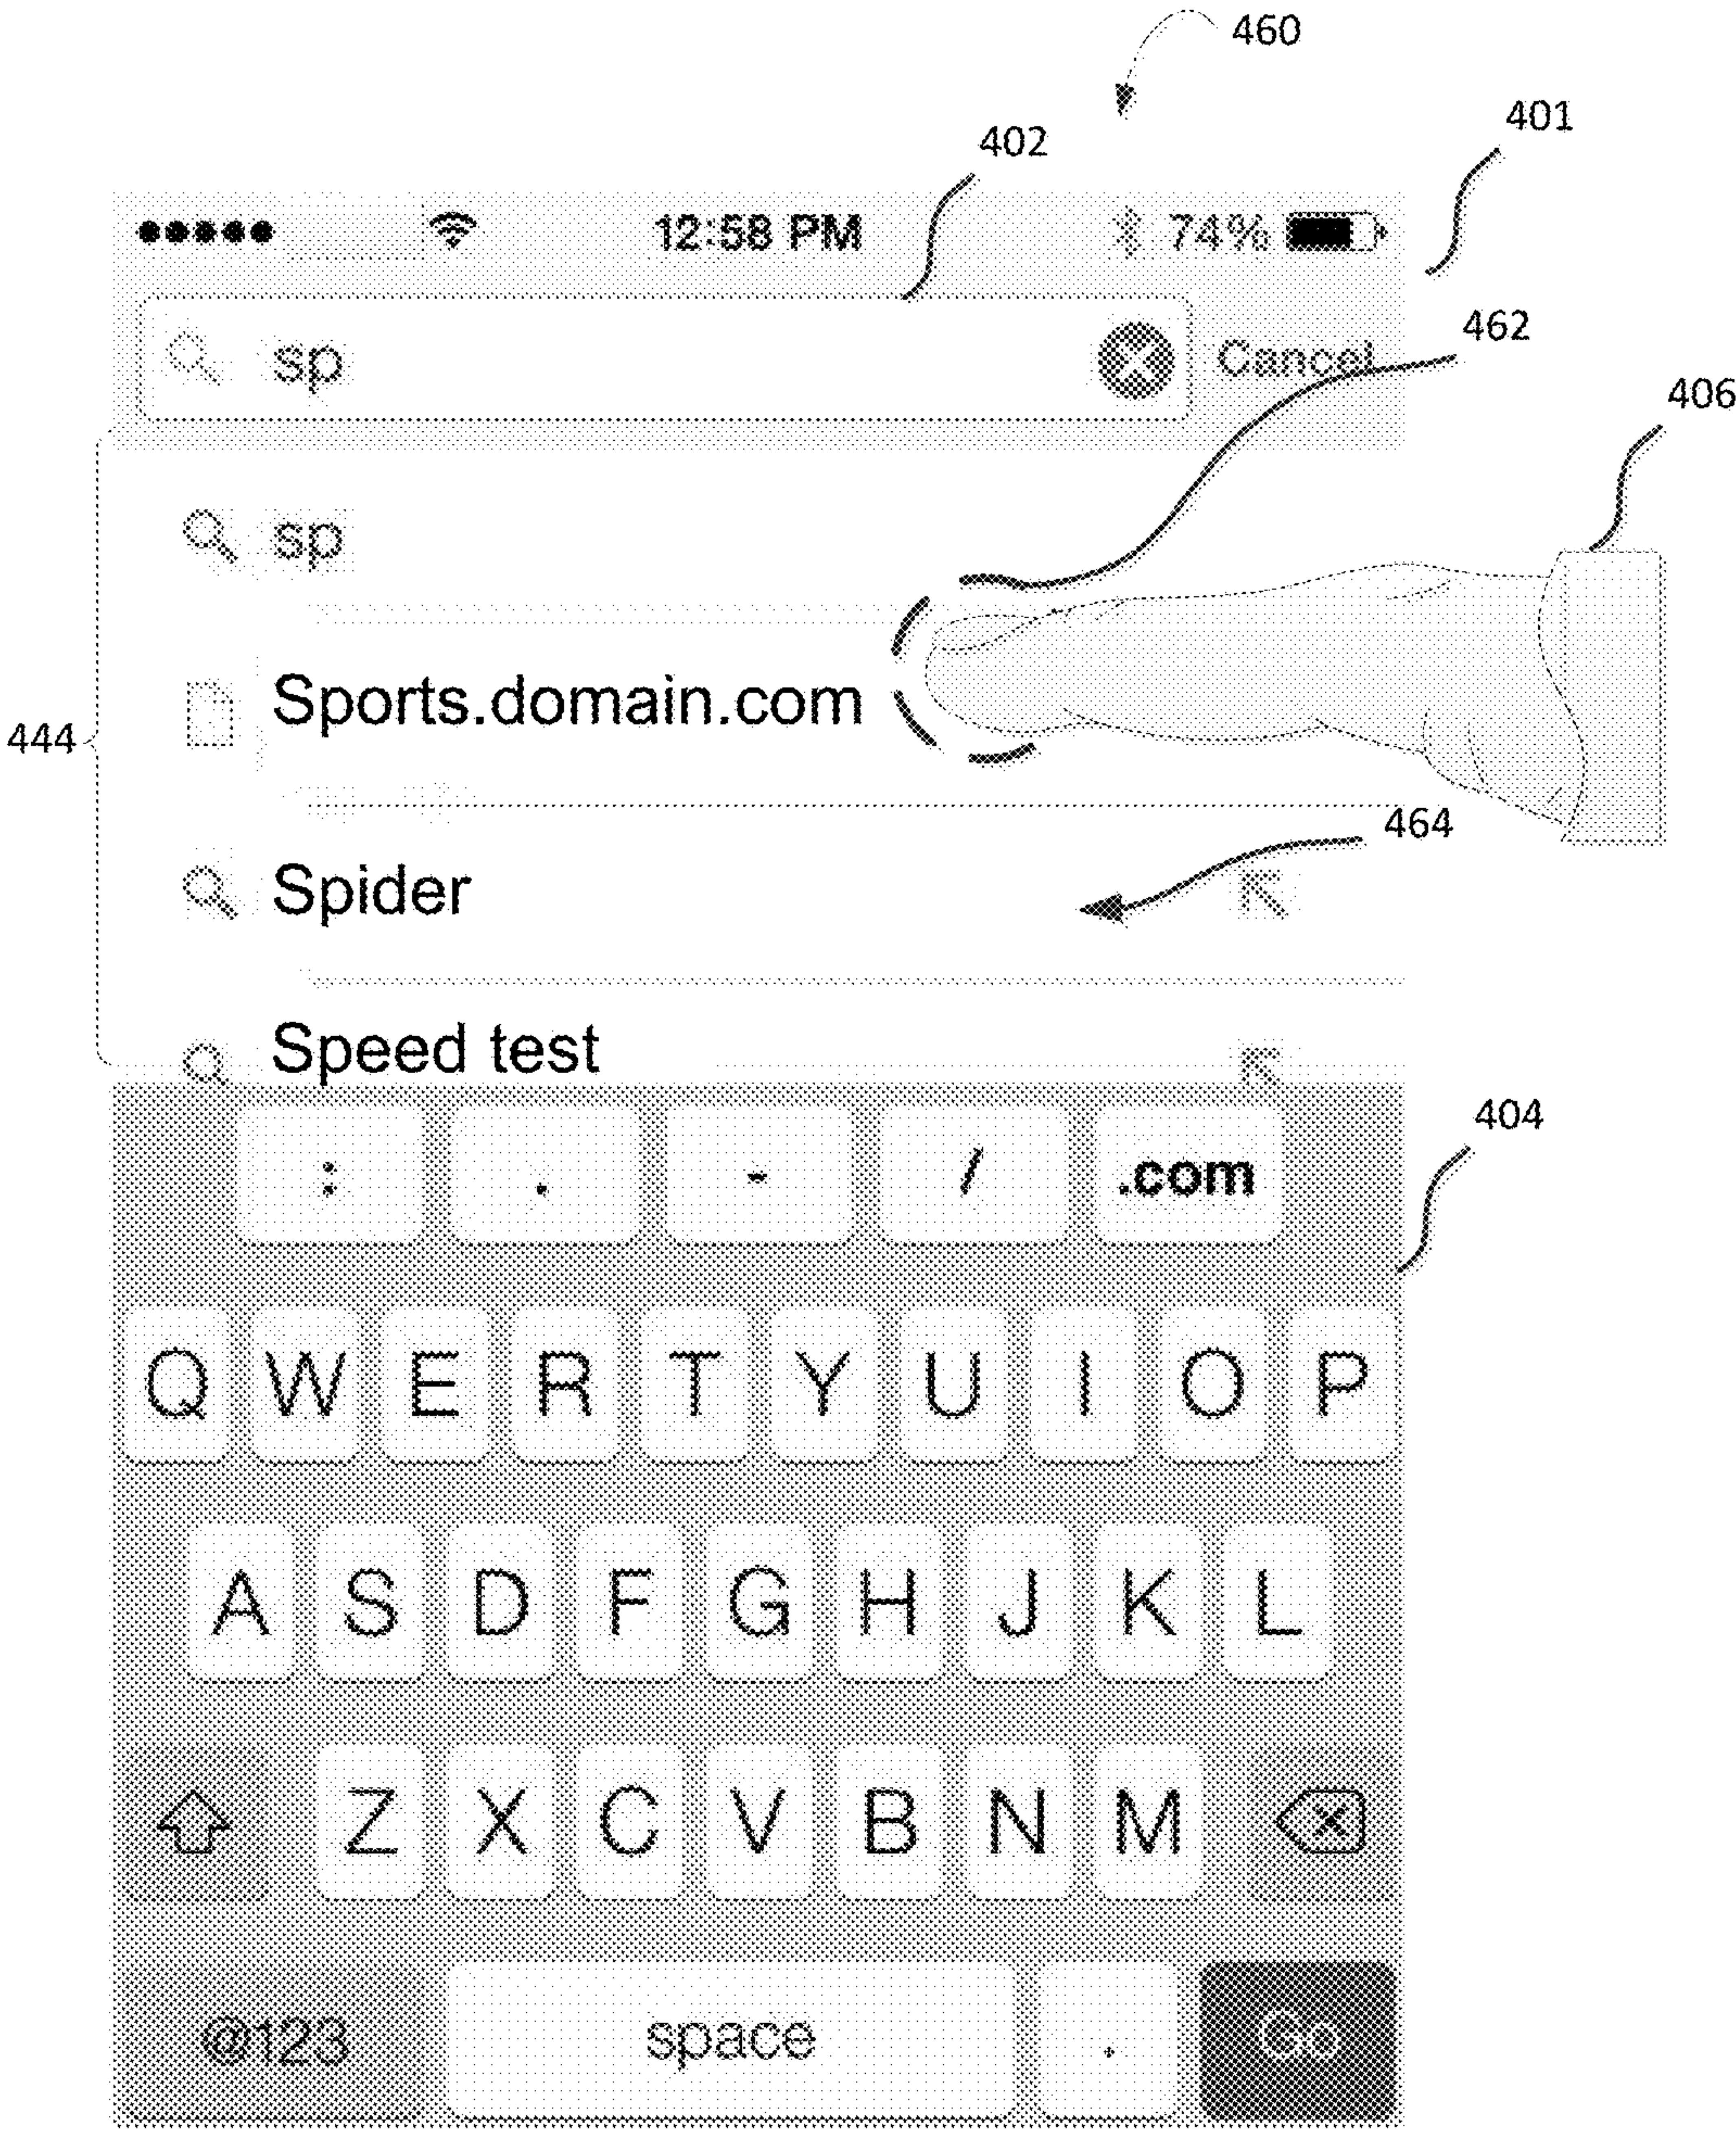 460
401
402
12:58 PM 74%
462
sp Cancel
406
sp
Sports.domain.com
444
464
Spider
Speed test
404
: . - / .com
Q W E R T Y U I O P
A S D F G H J K L
Z X C V B N M
@123 space . Go